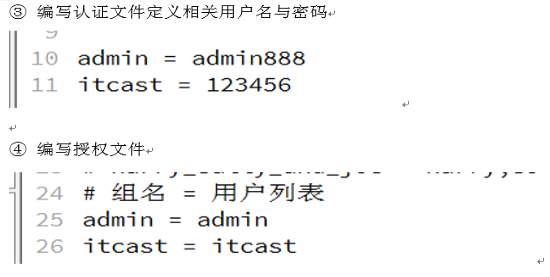 ③ 编写认证文件定义相关用户名与密码
9
10 admin = admin888
11 itcast = 123456
④ 编写授权文件
24 # 组名 = 用户列表
25 admin = admin
26 itcast = itcast